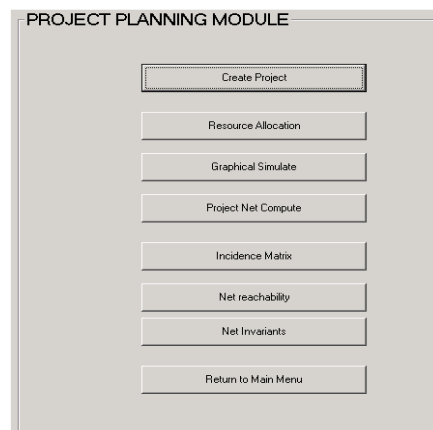 PROJECT PLANNING MODULE
Create Project
Resource Allocation
Graphical Simulate
Project Net Compute
Incidence Matrix
Net reachability
Net Invariants
Return to Main Menu